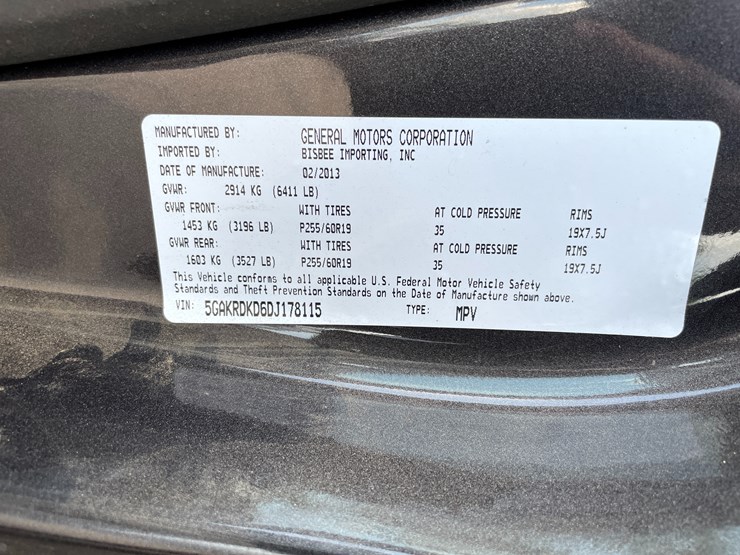 MANUFACTURED BY: GENERAL MOTORS CORPORATION
IMPORTED BY: BISBEE IMPORTING, INC
DATE OF MANUFACTURE: 02/2013
GVWR: 2914 KG (6411 LB)
GVWR FRONT: WITH TIRES AT COLD PRESSURE RIMS
1453 KG (3196 LB) P255/60R19 35 19X7.5J
GVWR REAR: WITH TIRES AT COLD PRESSURE RIMS
1603 KG (3527 LB) P255/60R19 35 19X7.5J
This Vehicle conforms to all applicable U.S. Federal Motor Vehicle Safety
Standards and Theft Prevention Standards on the Date of Manufacture shown above.
VIN: 5GAKRDKD6DJ178115 TYPE: MPV